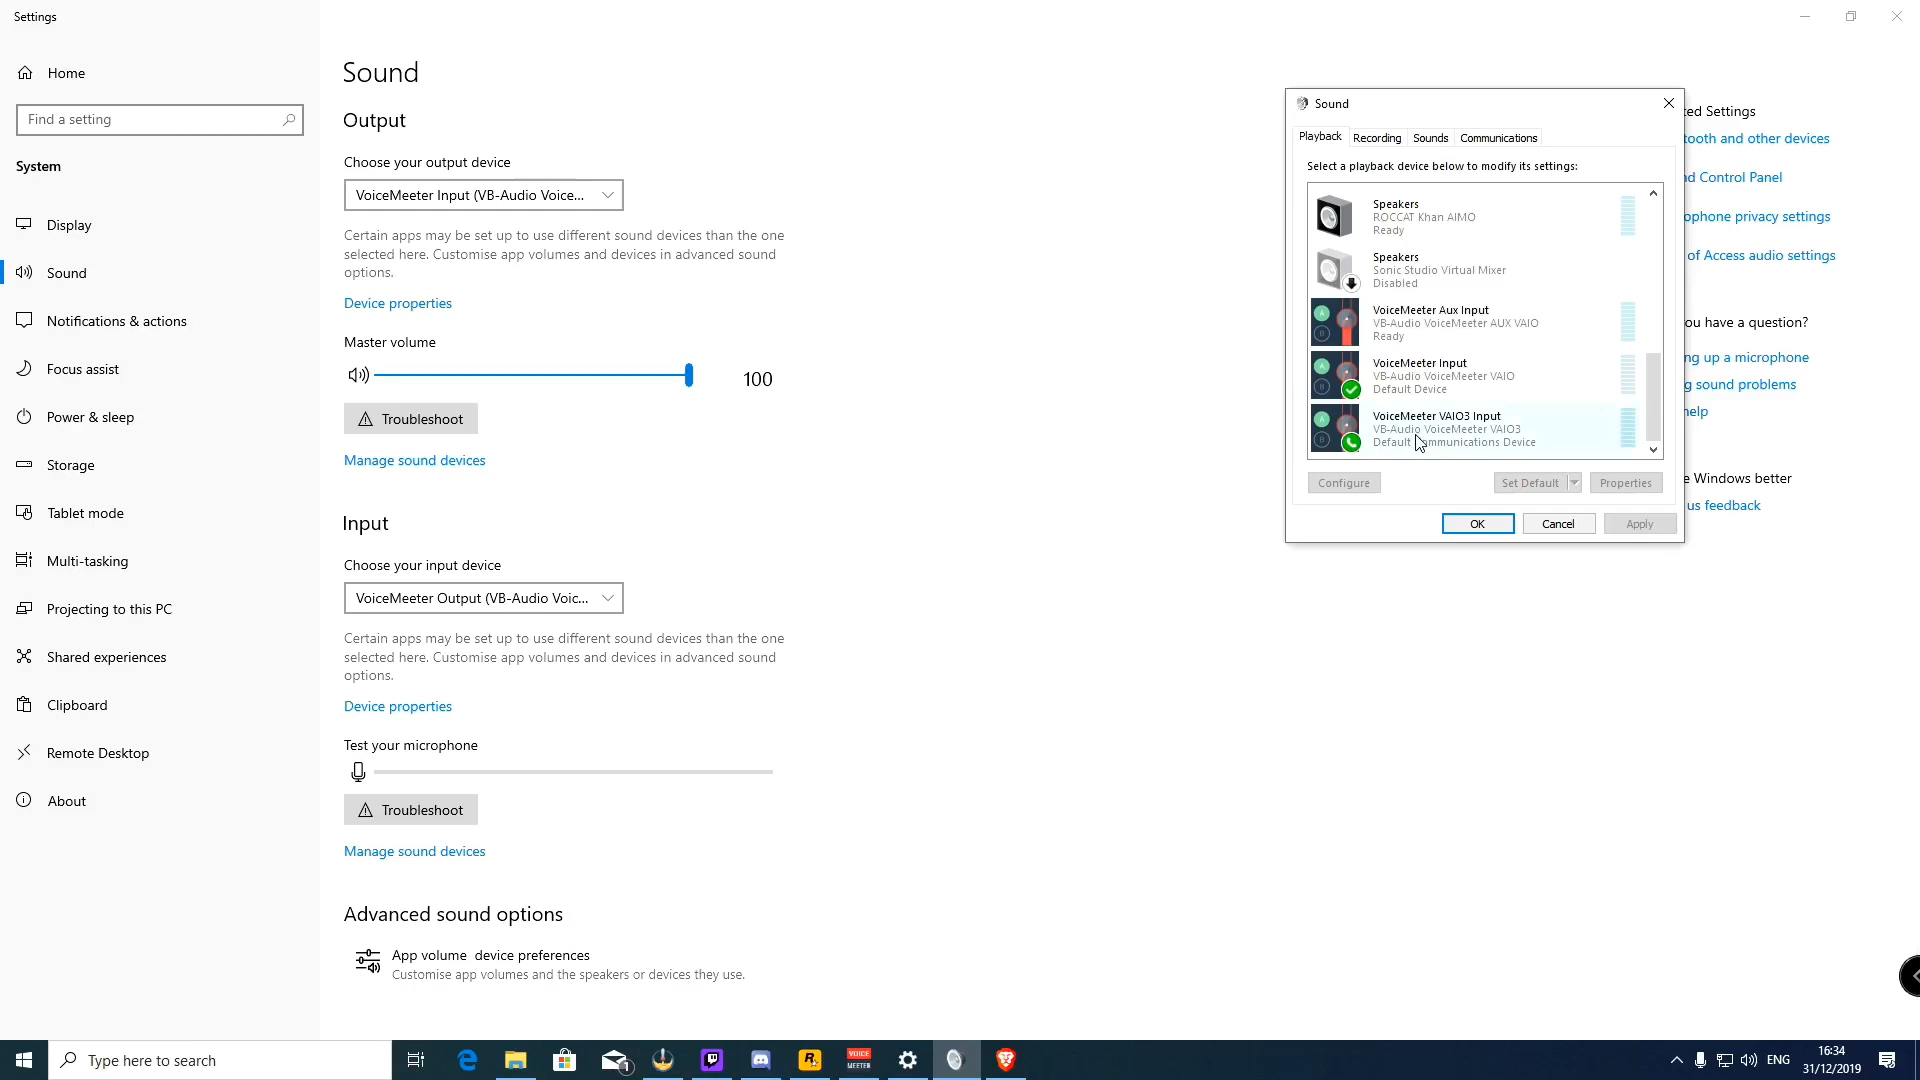 Settings
Home
Find a setting
System
Display
Sound
Notifications & actions
Focus assist
Power & sleep
Storage
Tablet mode
Multi-tasking
Projecting to this PC
Shared experiences
Clipboard
Remote Desktop
About
Sound
Output
Choose your output device
VoiceMeeter Input (VB-Audio Voice...
Certain apps may be set up to use different sound devices than the one
selected here. Customise app volumes and devices in advanced sound
options.
Device properties
Master volume
100
Troubleshoot
Manage sound devices
Input
Choose your input device
VoiceMeeter Output (VB-Audio Voic...
Certain apps may be set up to use different sound devices than the one
selected here. Customise app volumes and devices in advanced sound
options.
Device properties
Test your microphone
Troubleshoot
Manage sound devices
Advanced sound options
App volume device preferences
Customise app volumes and the speakers or devices they use.
Sound
Playback Recording Sounds Communications
Select a playback device below to modify its settings:
Speakers
ROCCAT Khan AIMO
Ready
Speakers
Sonic Studio Virtual Mixer
Disabled
VoiceMeeter Aux Input
VB-Audio VoiceMeeter AUX VAIO
Ready
VoiceMeeter Input
VB-Audio VoiceMeeter VAIO
Default Device
VoiceMeeter VAIO3 Input
VB-Audio VoiceMeeter VAIO3
Default Communications Device
Configure Set Default Properties
OK Cancel Apply
ed Settings
tooth and other devices
nd Control Panel
ophone privacy settings
of Access audio settings
ou have a question?
ng up a microphone
g sound problems
help
e Windows better
us feedback
Type here to search
1
VOICE
MEETER
ENG
16:34
31/12/2019